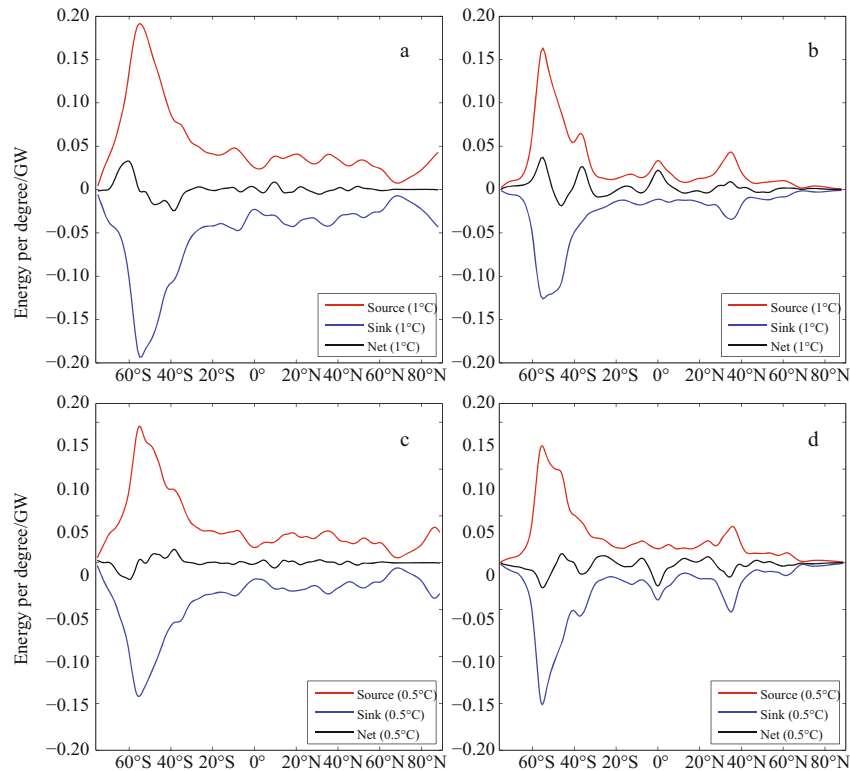 0.20
0.15
0.10
0.05
0
−0.05
−0.10
−0.15
−0.20
Energy per degree/GW
a
Source (1°C)
Sink (1°C)
Net (1°C)
60°S 40°S 20°S 0° 20°N 40°N 60°N 80°N
0.20
0.15
0.10
0.05
0
−0.05
−0.10
−0.15
−0.20
b
Source (1°C)
Sink (1°C)
Net (1°C)
60°S 40°S 20°S 0° 20°N 40°N 60°N 80°N
0.20
0.15
0.10
0.05
0
−0.05
−0.10
−0.15
−0.20
Energy per degree/GW
c
Source (0.5°C)
Sink (0.5°C)
Net (0.5°C)
60°S 40°S 20°S 0° 20°N 40°N 60°N 80°N
0.20
0.15
0.10
0.05
0
−0.05
−0.10
−0.15
−0.20
d
Source (0.5°C)
Sink (0.5°C)
Net (0.5°C)
60°S 40°S 20°S 0° 20°N 40°N 60°N 80°N